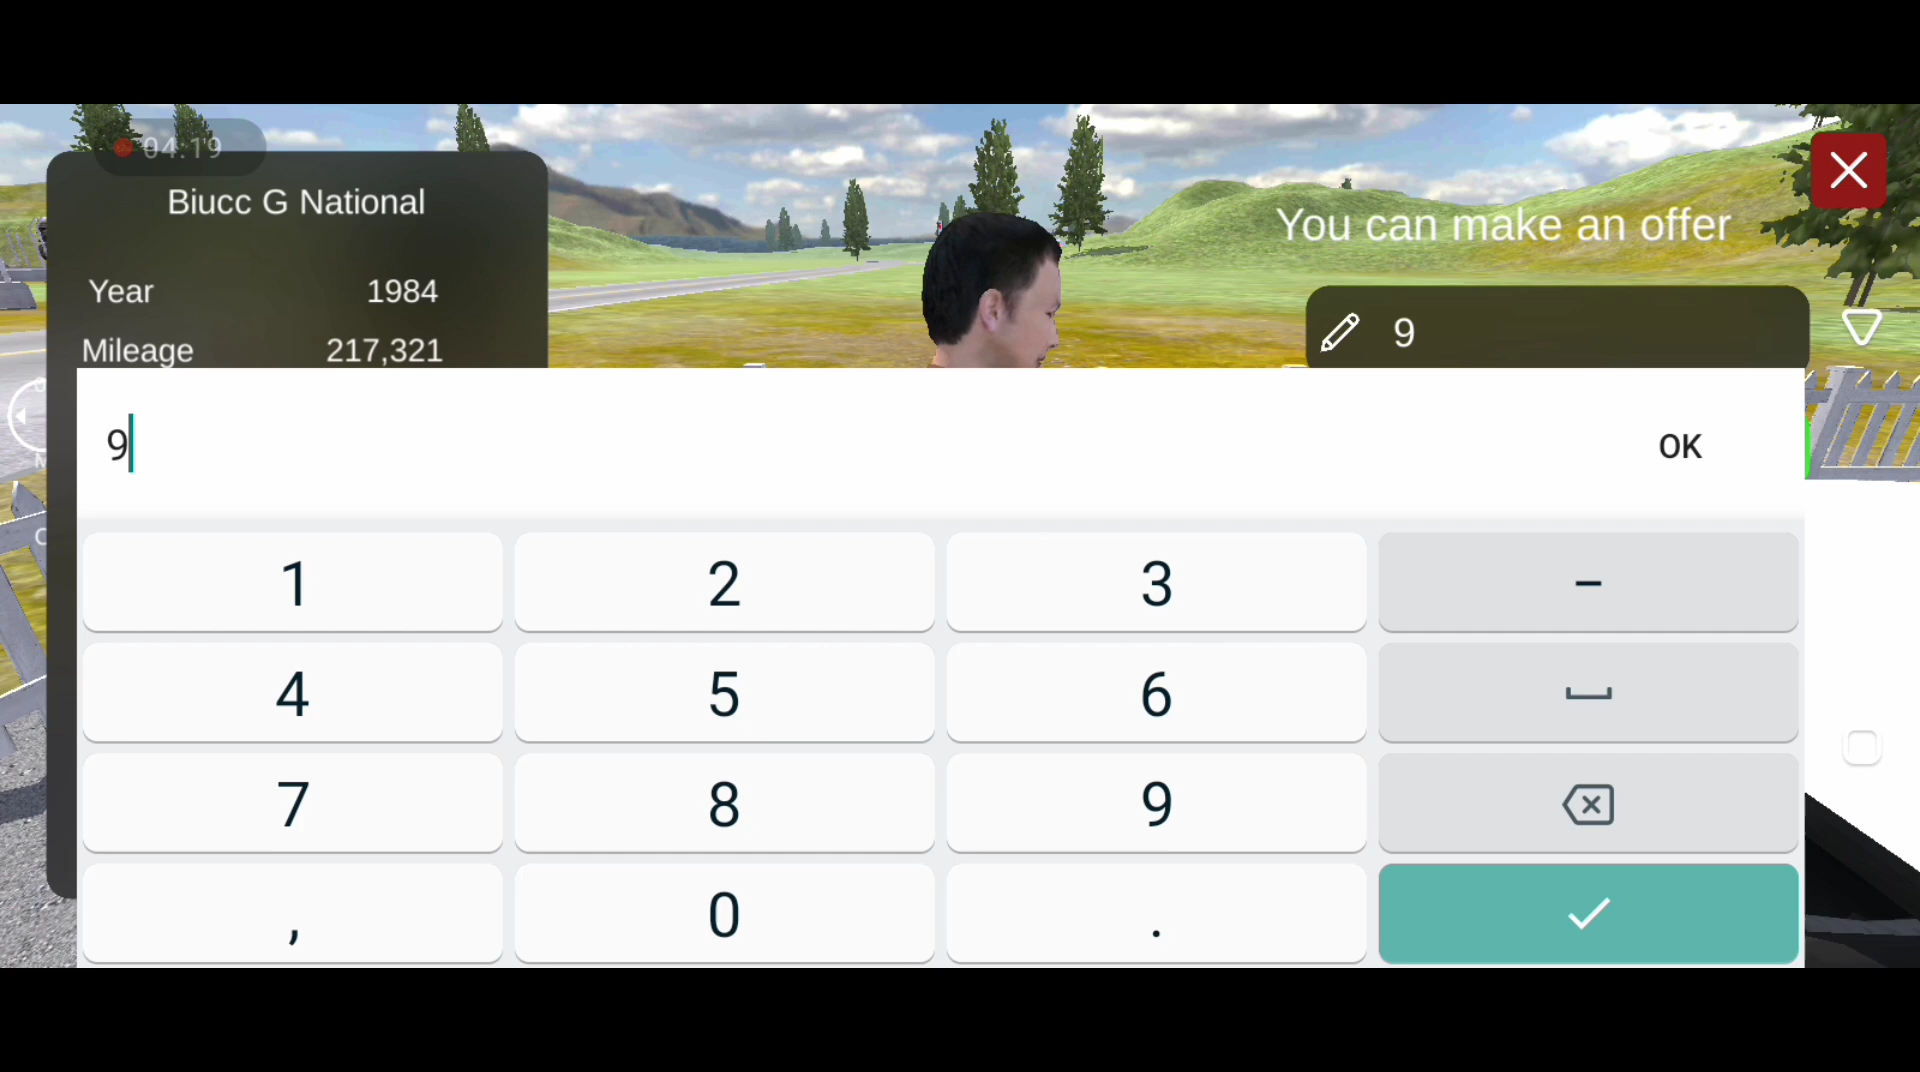 04:19
Biucc G National
You can make an offer
Year 1984
9
Mileage 217,321
9
OK
1 2 3 -
4 5 6
7 8 9
, 0 .